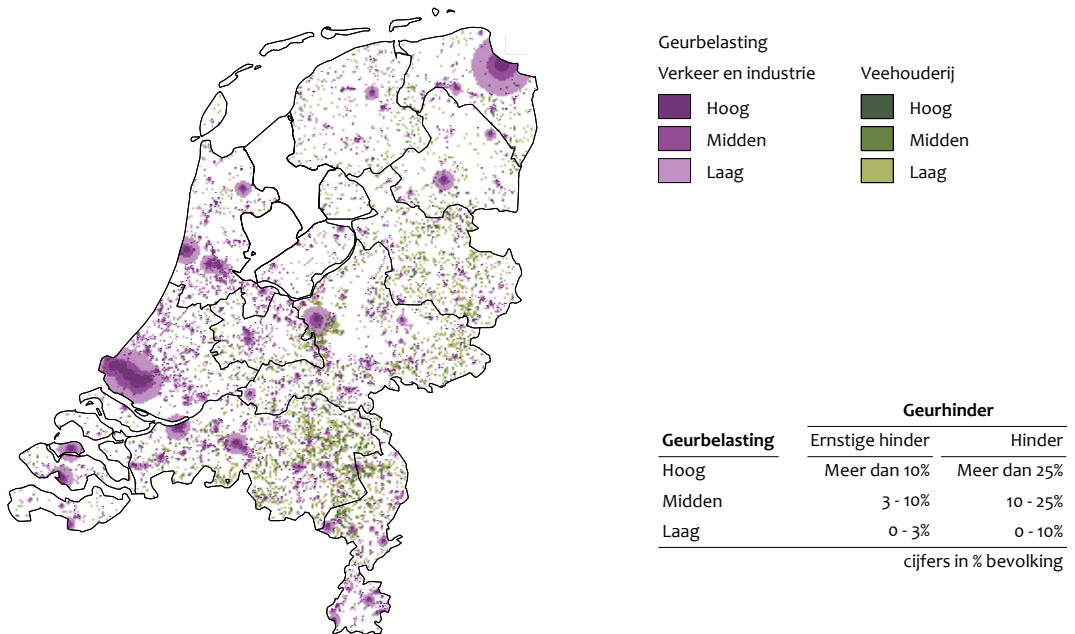 Geurbelasting
Verkeer en industrie Veehouderij
Hoog Hoog
Midden Midden
Laag Laag
Geurhinder
Geurbelasting Ernstige hinder Hinder
Hoog Meer dan 10% Meer dan 25%
Midden 3 - 10% 10 - 25%
Laag 0 - 3% 0 - 10%
cijfers in % bevolking